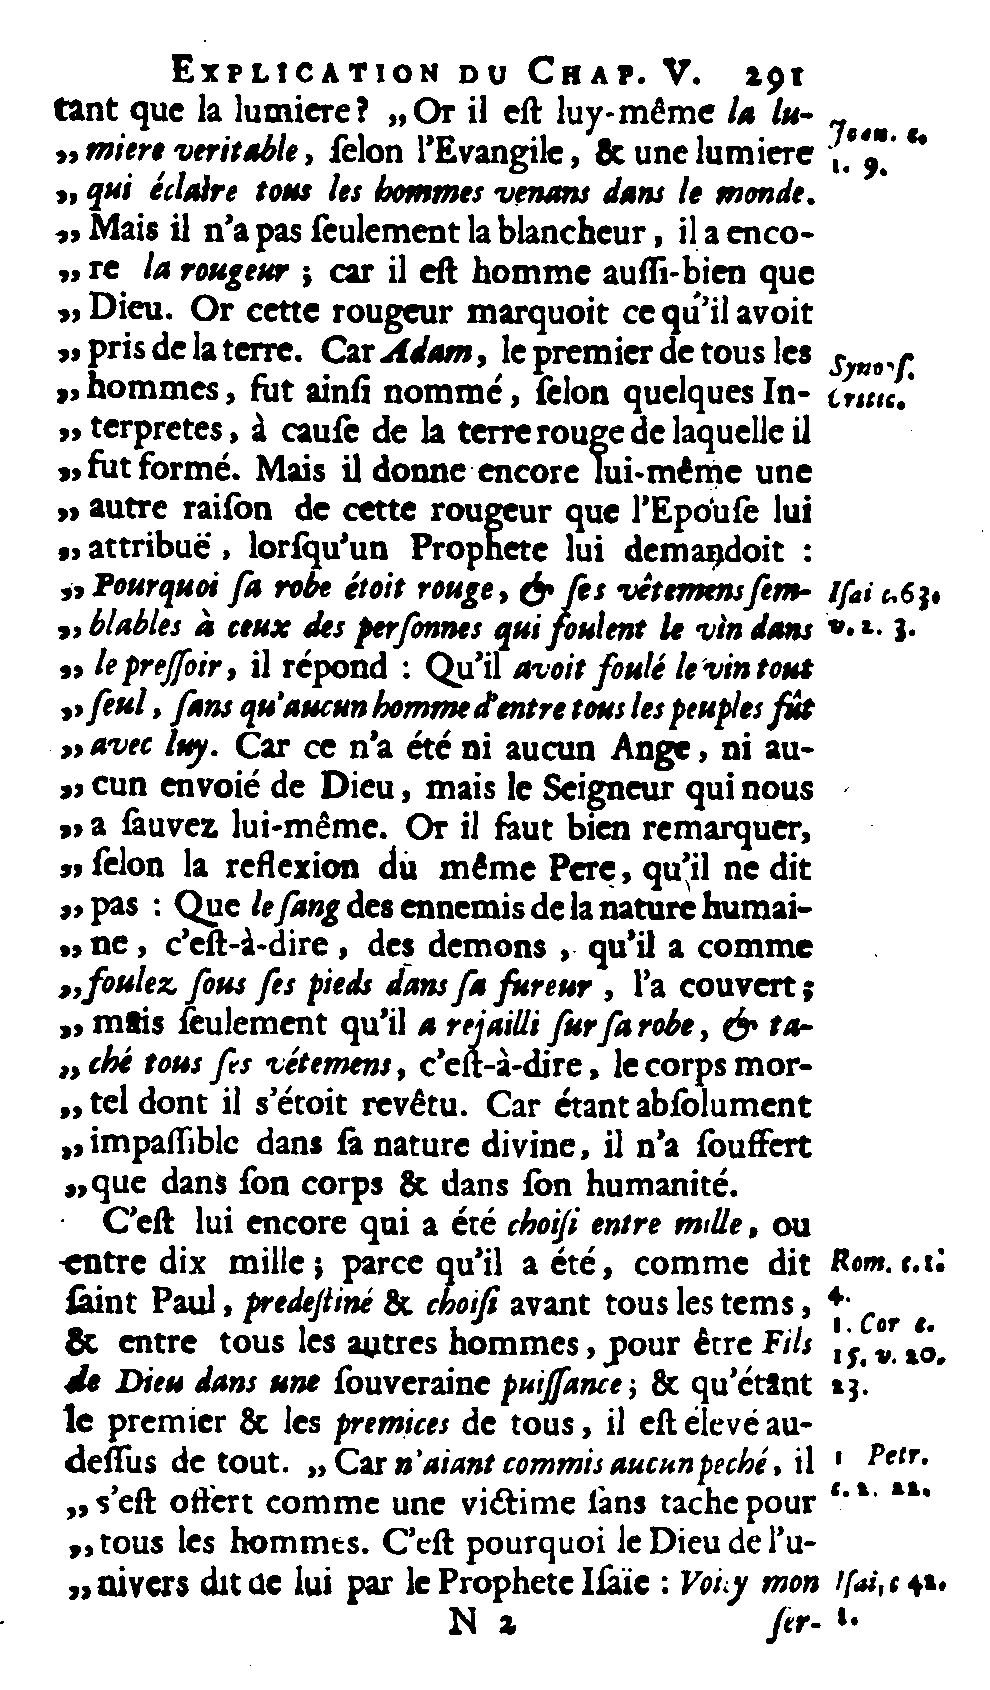 EXPLICATION DU CHAP. V. 291
tant que la lumiere? „Or il eſt luy-même la lu-
„ miere veritable, ſelon l'Evangile, & une lumiere
Joan. c.
1. 9.
„ qui éclaire tous les hommes venans dans le monde.
„ Mais il n'a pas ſeulement la blancheur, il a enco-
„ re la rougeur ; car il eſt homme auſſi-bien que
„ Dieu. Or cette rougeur marquoit ce qu'il avoit
„ pris de la terre. Car Adam, le premier de tous les
Synopſ.
„ hommes, fut ainſi nommé, ſelon quelques In-
Critic.
„ terpretes, à cauſe de la terre rouge de laquelle il
„ fut formé. Mais il donne encore lui-même une
„ autre raiſon de cette rougeur que l'Epouſe lui
„ attribuë, lorſqu'un Prophete lui demandoit :
„ Pourquoi ſa robe étoit rouge, & ſes vêtemens ſem-
Iſai c. 63.
„ blables à ceux des perſonnes qui foulent le vin dans
v. 2. 3.
„ le preſſoir, il répond : Qu'il avoit foulé le vin tout
„ ſeul, ſans qu'aucun homme d'entre tous les peuples fût
„ avec luy. Car ce n'a été ni aucun Ange, ni au-
„ cun envoié de Dieu, mais le Seigneur qui nous
„ a ſauvez lui-même. Or il faut bien remarquer,
„ ſelon la reflexion du même Pere, qu'il ne dit
„ pas : Que le ſang des ennemis de la nature humai-
„ ne, c'eſt-à-dire, des demons, qu'il a comme
„ foulez ſous ſes pieds dans ſa fureur, l'a couvert;
„ mais ſeulement qu'il a rejailli ſur ſa robe, & ta-
„ ché tous ſes vétemens, c'eſt-à-dire, le corps mor-
„ tel dont il s'étoit revêtu. Car étant abſolument
„ impaſſible dans ſa nature divine, il n'a ſouffert
„ que dans ſon corps & dans ſon humanité.
C'eſt lui encore qui a été choiſi entre mille, ou
entre dix mille ; parce qu'il a été, comme dit
Rom. c. 1.
ſaint Paul, predeſtiné & choiſi avant tous les tems,
4.
& entre tous les autres hommes, pour être Fils
1. Cor c.
15. v. 20.
de Dieu dans une ſouveraine puiſſance ; & qu'étant
23.
le premier & les premices de tous, il eſt élevé au-
deſſus de tout. „ Car n'aiant commis aucun peché, il
1 Petr.
„ s'eſt offert comme une victime ſans tache pour
c. 2. 22.
„ tous les hommes. C'eſt pourquoi le Dieu de l'u-
„ nivers dit de lui par le Prophete Iſaïe : Voicy mon
Iſai, c 42.
N 2 ſer-
1.